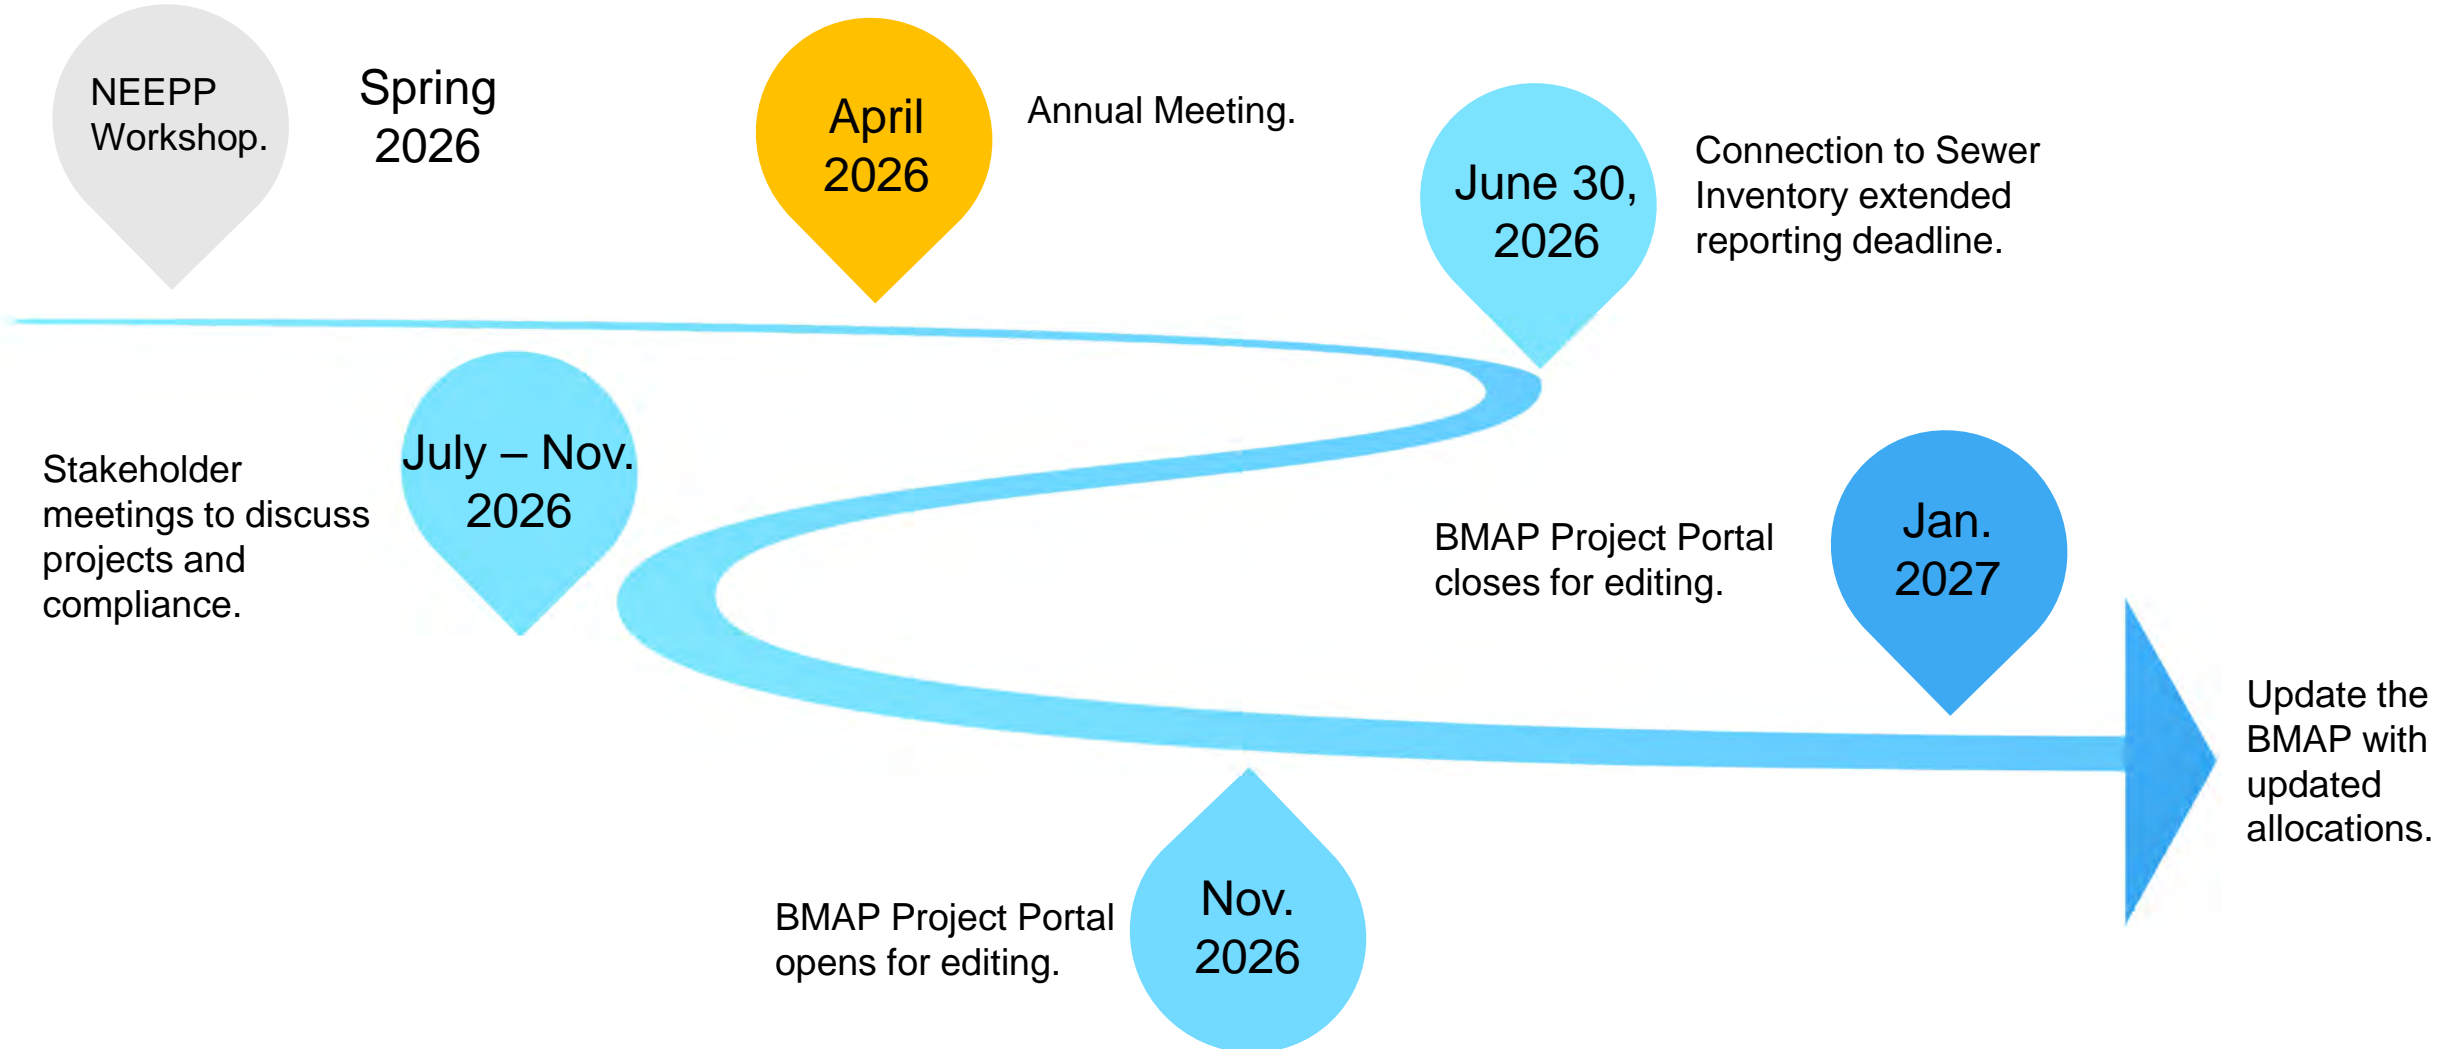 NEEPP
Workshop.
Spring
2026
April
2026
Annual Meeting.
June 30,
2026
Connection to Sewer
Inventory extended
reporting deadline.
Stakeholder
meetings to discuss
projects and
compliance.
July – Nov.
2026
BMAP Project Portal
opens for editing.
Nov.
2026
BMAP Project Portal
closes for editing.
Jan.
2027
Update the
BMAP with
updated
allocations.